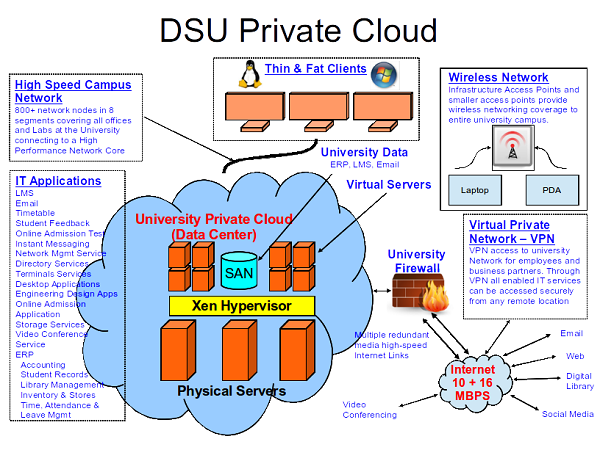 DSU Private Cloud
High Speed Campus
Network
800+ network nodes in 8
segments covering all offices
and Labs at the University
connecting to a High
Performance Network Core
Thin & Fat Clients
Wireless Network
Infrastructure Access Points and
smaller access points provide
wireless networking coverage to
entire university campus.
Laptop
PDA
University Data
ERP, LMS, Email
Virtual Servers
IT Applications
LMS
Email
Timetable
Student Feedback
Online Admission Test
Instant Messaging
Network Mgmt Service
Directory Services
Terminals Services
Desktop Applications
Engineering Design Apps
Online Admission
Application
Storage Services
Video Conference
Service
ERP
Accounting
Student Records
Library Management
Inventory & Stores
Time, Attendance &
Leave Mgmt
University Private Cloud
(Data Center)
SAN
Xen Hypervisor
Physical Servers
University
Firewall
Virtual Private
Network – VPN
VPN access to university
Network for employees and
business partners. Through
VPN all enabled IT services
can be accessed securely
from any remote location
Multiple redundant
media high-speed
Internet Links
Internet
10 + 16
MBPS
Email
Web
Digital
Library
Social Media
Video
Conferencing